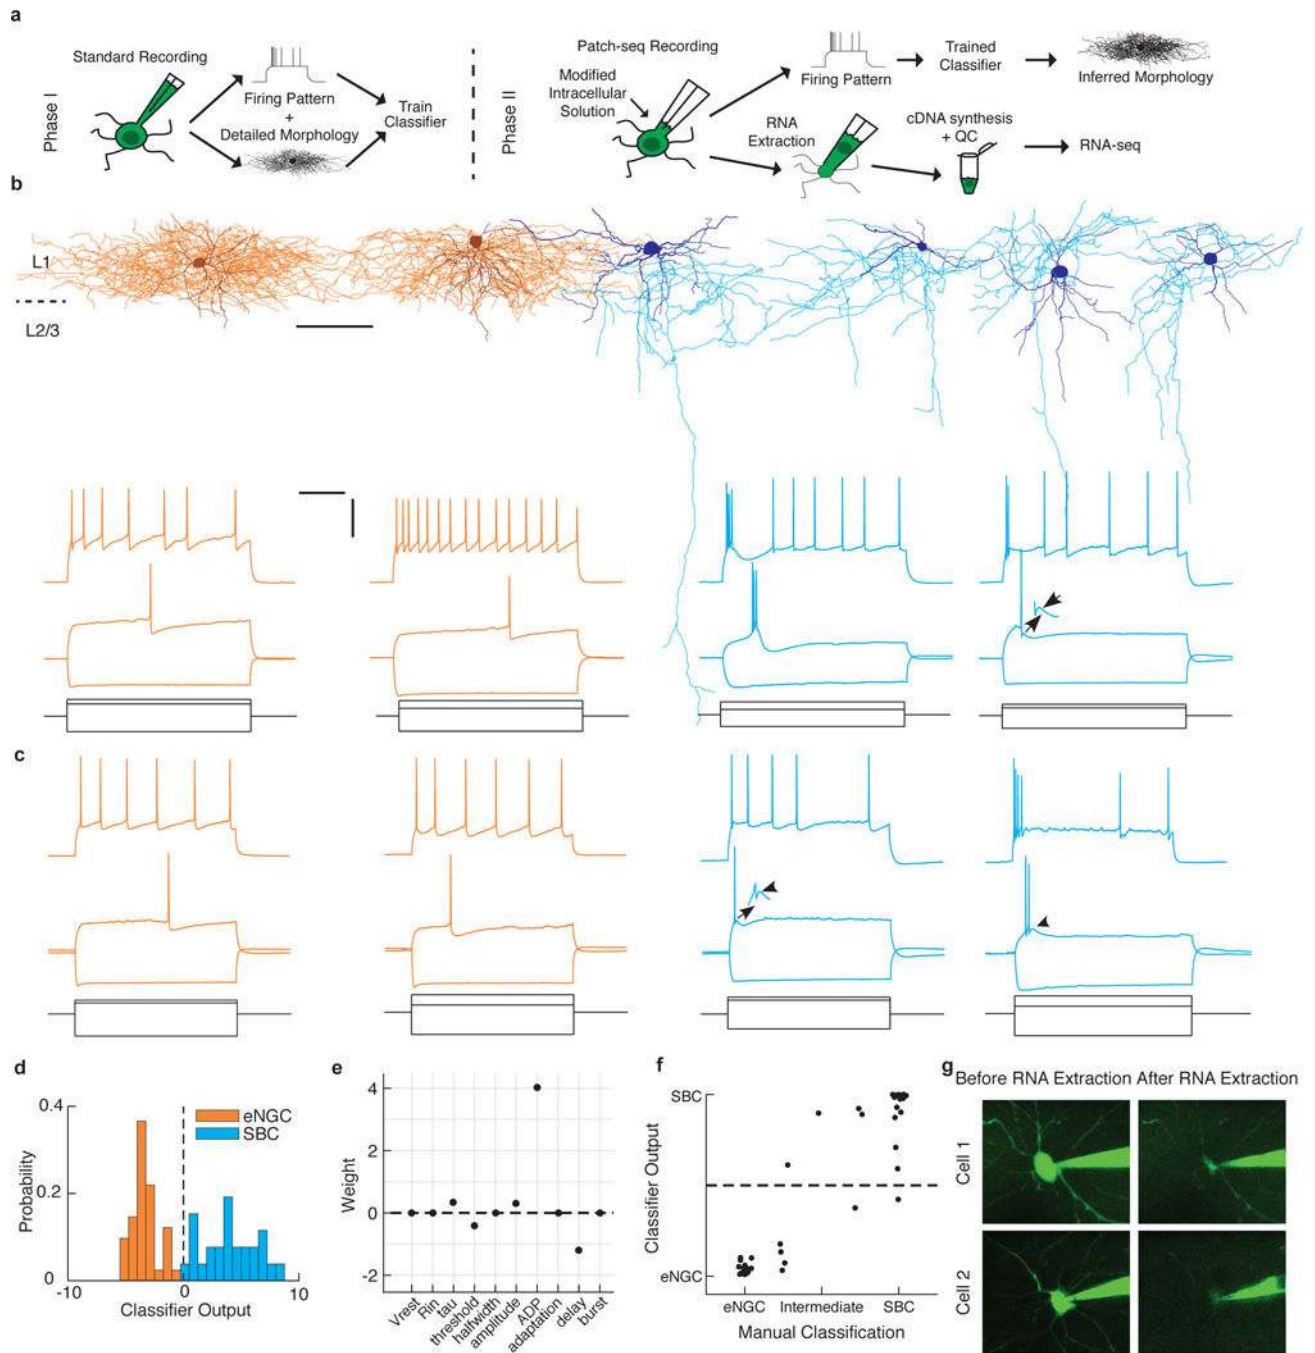 a
Standard Recording
Phase I
Firing Pattern
+
Detailed Morphology
Train
Classifier
Phase II
Patch-seq Recording
Modified
Intracellular
Solution
Firing Pattern
Trained
Classifier
Inferred Morphology
RNA
Extraction
cDNA synthesis
+ QC
RNA-seq
b
L1
L2/3
c
d
Probability
0.4
0.2
0
-10
0
10
Classifier Output
eNGC
SBC
e
Weight
4
2
0
-2
Vrest
Rin
tau
threshold
halfwidth
amplitude
ADP
adaptation
delay
burst
f
Classifier Output
SBC
eNGC
eNGC
Intermediate
SBC
Manual Classification
g
Before RNA Extraction
After RNA Extraction
Cell 1
Cell 2